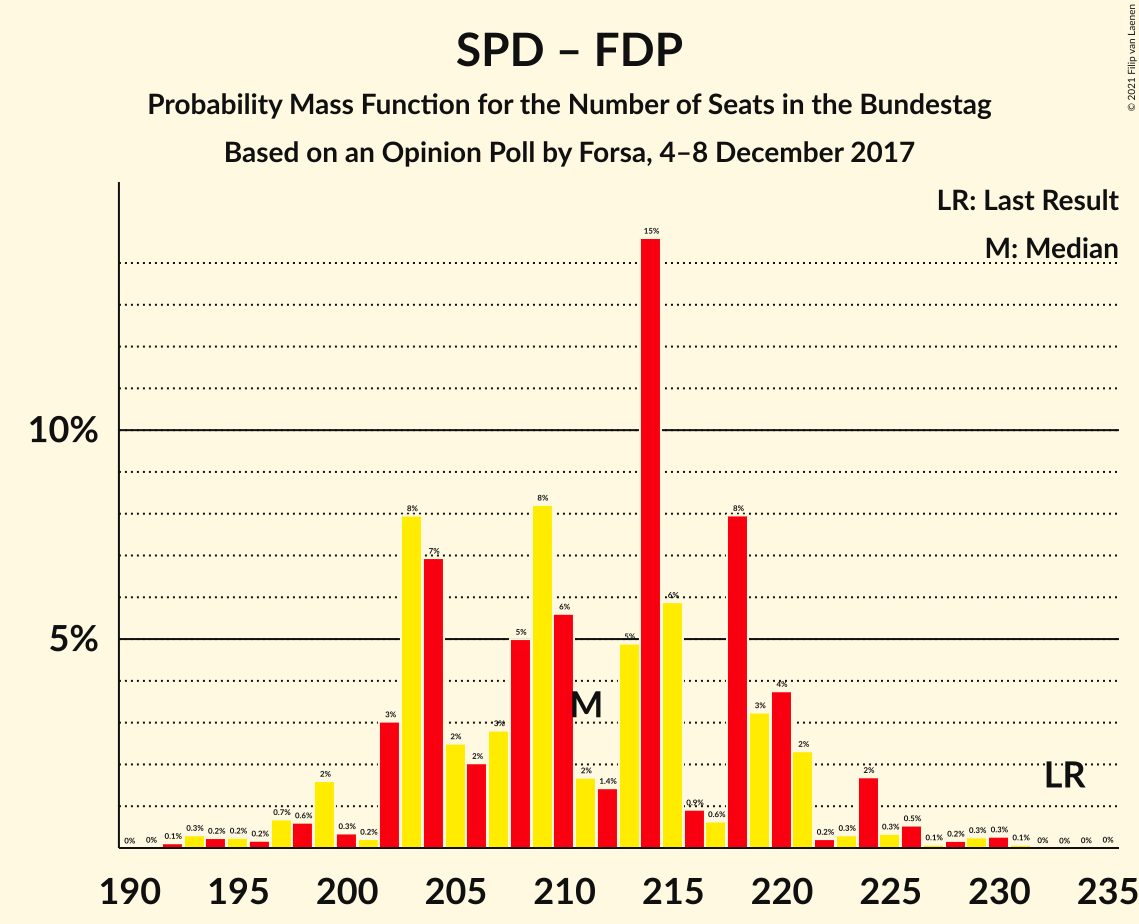 SPD – FDP
Probability Mass Function for the Number of Seats in the Bundestag
Based on an Opinion Poll by Forsa, 4–8 December 2017
© 2021 Filip van Laenen
LR: Last Result
M: Median
10%
5%
0% 0% 0.1% 0.3% 0.2% 0.2% 0.2% 0.7% 0.6% 2% 0.3% 0.2% 3% 8% 7% 2% 2% 3% 5% 8% 6% 2% 1.4% 5% 15% 6% 0.9% 0.6% 8% 3% 4% 2% 0.2% 0.3% 2% 0.3% 0.5% 0.1% 0.2% 0.3% 0.3% 0.1% 0% 0% 0% 0%
M
LR
190 195 200 205 210 215 220 225 230 235